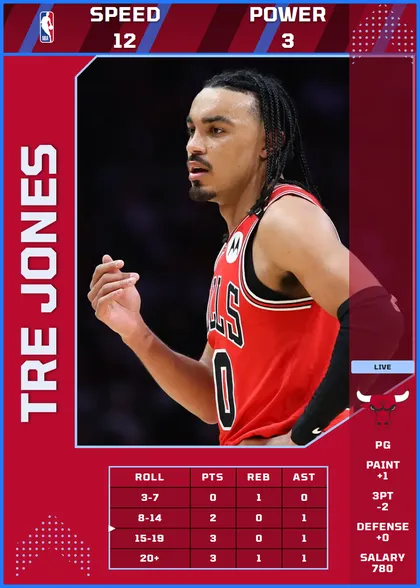 SPEED
12
POWER
3
NBA
TRE JONES
LLS
0
LIVE
PG
PAINT
+1
3PT
-2
DEFENSE
+0
SALARY
780
ROLL PTS REB AST
3-7 0 1 0
8-14 2 0 1
15-19 3 0 1
20+ 3 1 1